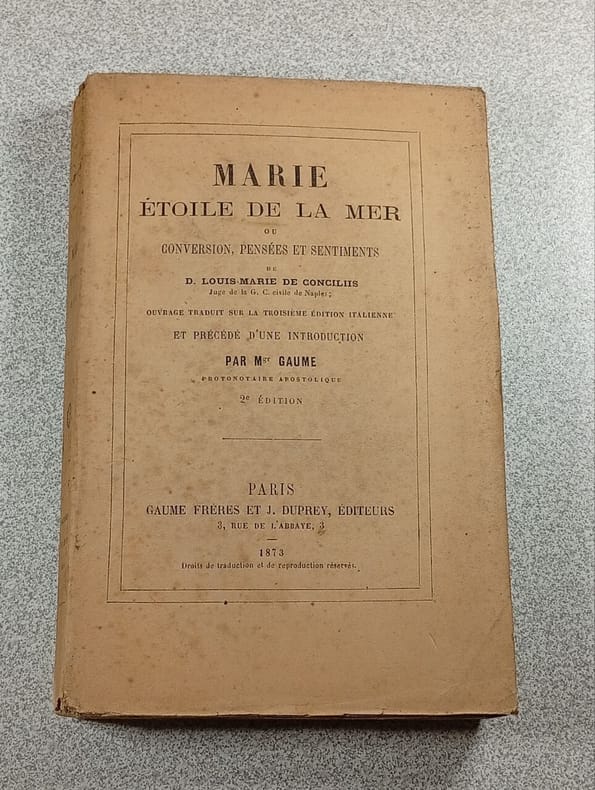 MARIE
ÉTOILE DE LA MER
OU
CONVERSION, PENSÉES ET SENTIMENTS
DE
D. LOUIS-MARIE DE CONCILIIS
Juge de la G. C. civile de Naples;
OUVRAGE TRADUIT SUR LA TROISIÈME ÉDITION ITALIENNE
ET PRÉCÉDÉ D'UNE INTRODUCTION
PAR Mgr GAUME
PROTONOTAIRE APOSTOLIQUE
2e ÉDITION
PARIS
GAUME FRÈRES ET J. DUPREY, ÉDITEURS
3, RUE DE L'ABBAYE, 3
1873
Droits de traduction et de reproduction réservés.